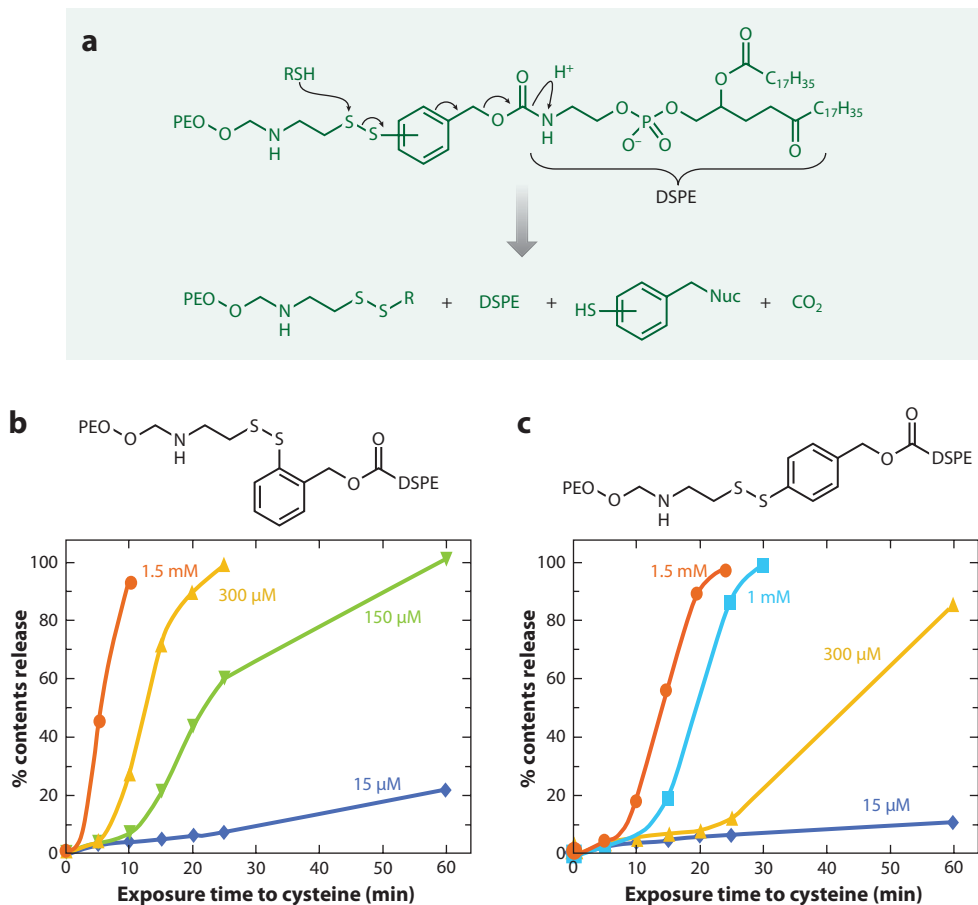 a
O
RSH
H⁺
O
C₁₇H₃₅
PEO
O
N
H
S
S
O
O
N
H
O
P
O⁻
O
O
O
C₁₇H₃₅
O
DSPE
PEO
O
N
H
S
S
R
+
DSPE
+
HS
Nuc
+
CO₂
b
PEO
O
N
H
S
S
O
O
DSPE
% contents release
100
80
60
40
20
0
1.5 mM
300 μM
150 μM
15 μM
0
10
20
30
40
50
60
Exposure time to cysteine (min)
c
PEO
O
N
H
S
S
O
O
DSPE
% contents release
100
80
60
40
20
0
1.5 mM
1 mM
300 μM
15 μM
0
10
20
30
40
50
60
Exposure time to cysteine (min)